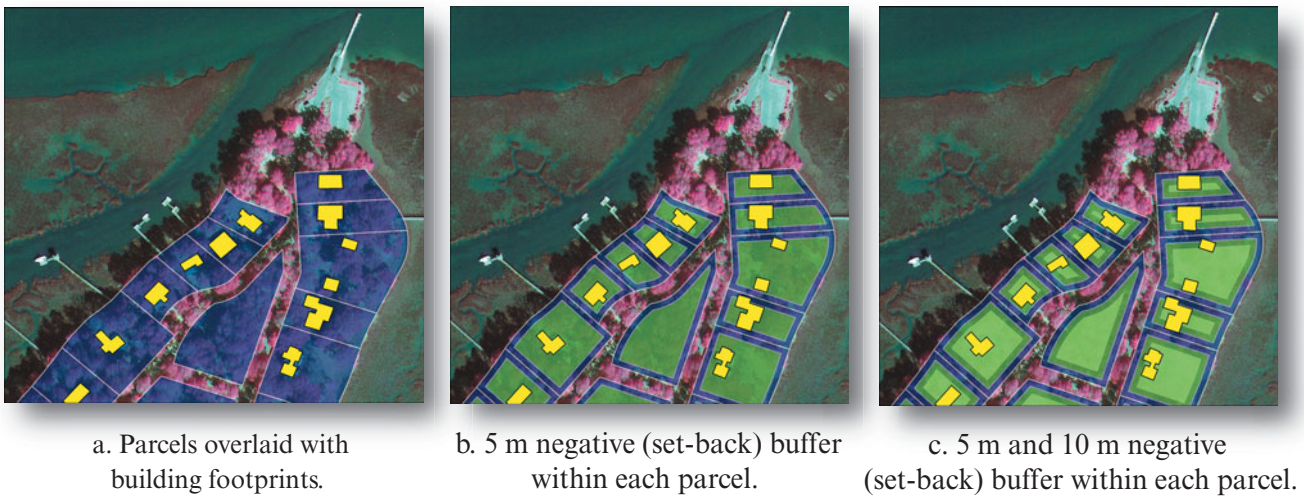 a. Parcels overlaid with
building footprints.
b. 5 m negative (set-back) buffer
within each parcel.
c. 5 m and 10 m negative
(set-back) buffer within each parcel.